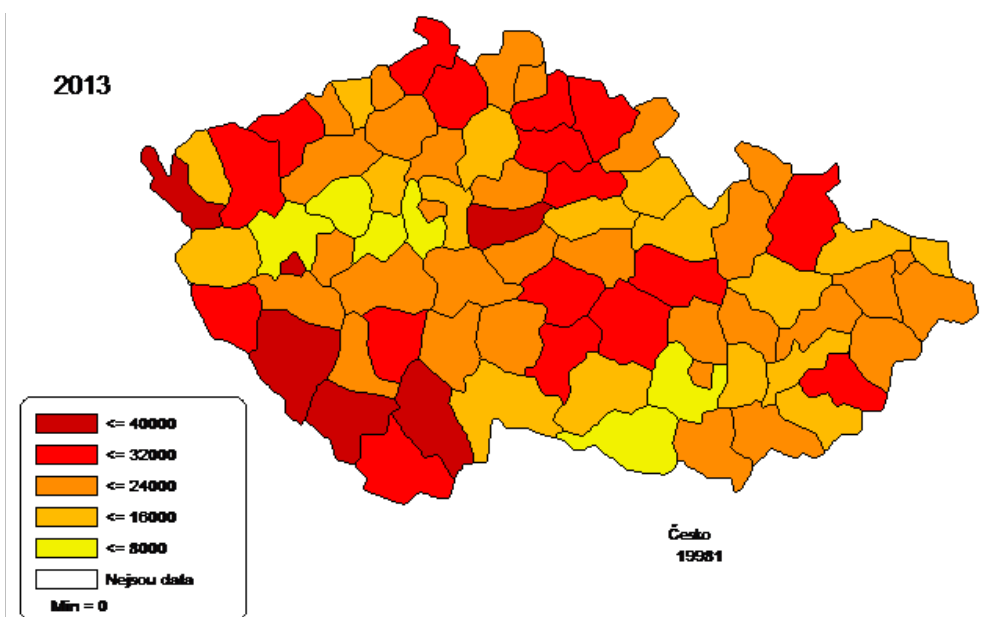 2013
<= 40000
<= 32000
<= 24000
<= 16000
<= 8000
Nejsou data
Min = 0
Česko
19981